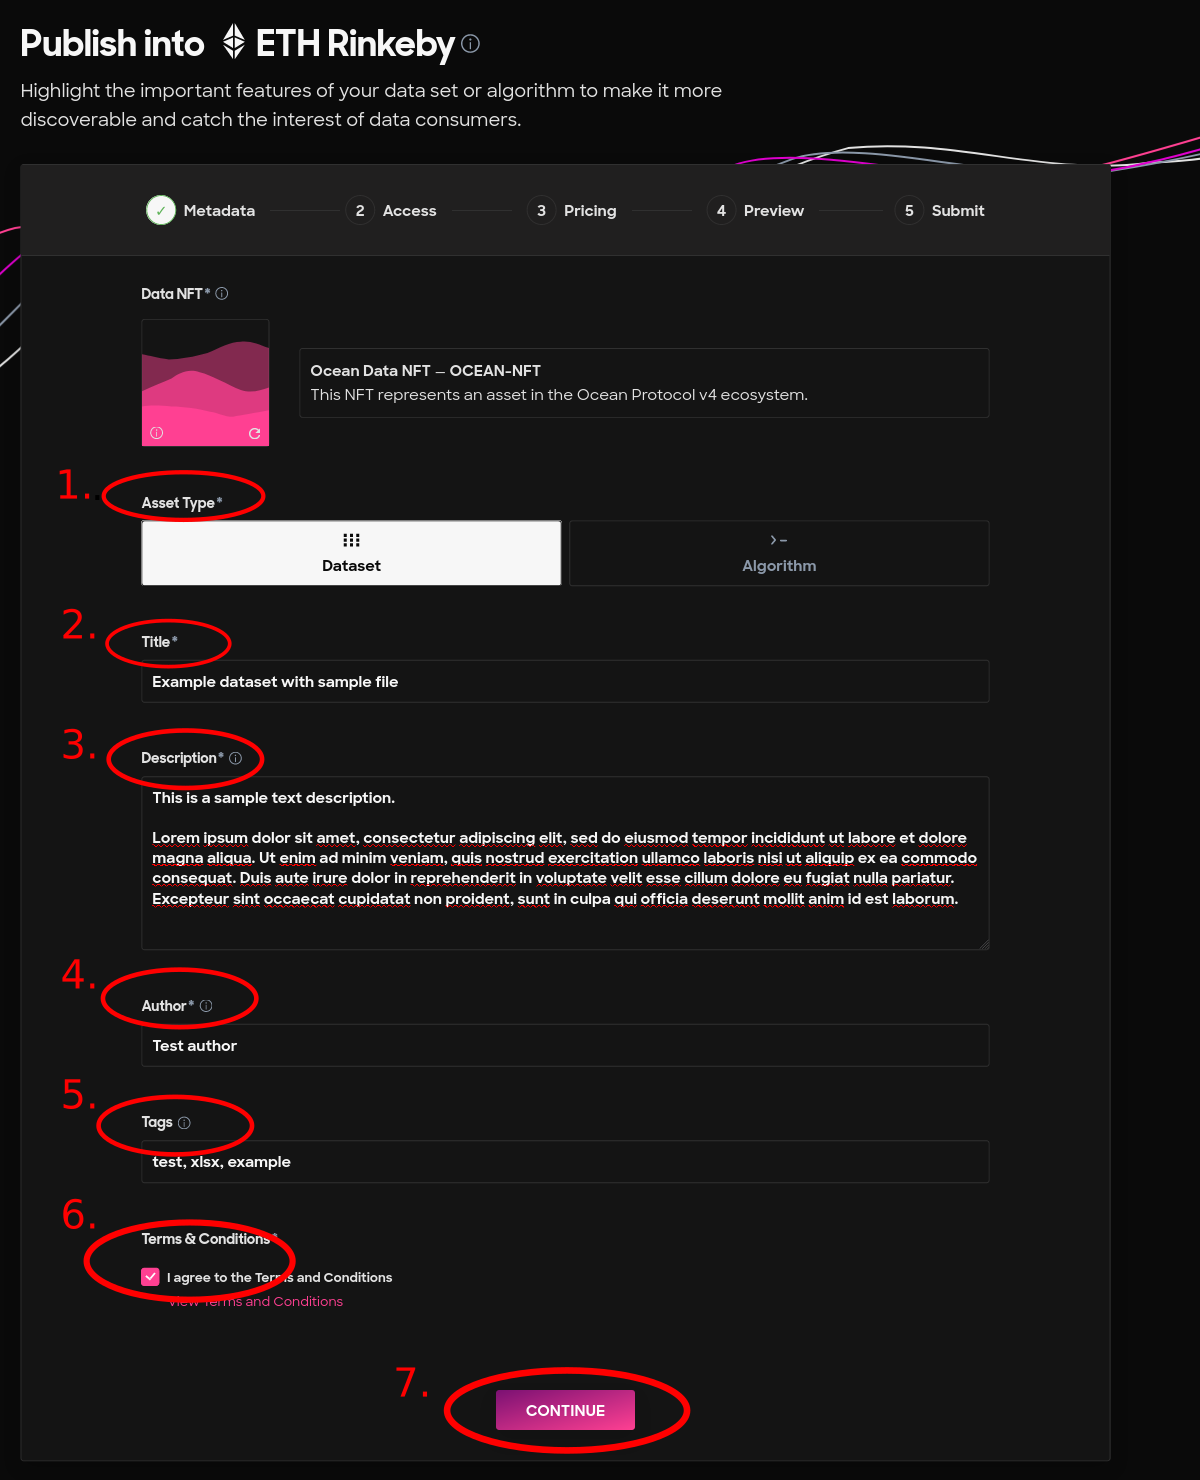 Publish into ETH Rinkeby
Highlight the important features of your data set or algorithm to make it more
discoverable and catch the interest of data consumers.
✓ Metadata 2 Access 3 Pricing 4 Preview 5 Submit
Data NFT*
Ocean Data NFT — OCEAN-NFT
This NFT represents an asset in the Ocean Protocol v4 ecosystem.
1.
Asset Type*
Dataset
Algorithm
2.
Title*
Example dataset with sample file
3.
Description*
This is a sample text description.
Lorem ipsum dolor sit amet, consectetur adipiscing elit, sed do eiusmod tempor incididunt ut labore et dolore
magna aliqua. Ut enim ad minim veniam, quis nostrud exercitation ullamco laboris nisi ut aliquip ex ea commodo
consequat. Duis aute irure dolor in reprehenderit in voluptate velit esse cillum dolore eu fugiat nulla pariatur.
Excepteur sint occaecat cupidatat non proident, sunt in culpa qui officia deserunt mollit anim id est laborum.
4.
Author*
Test author
5.
Tags
test, xlsx, example
6.
Terms & Conditions*
I agree to the Terms and Conditions
View Terms and Conditions
7.
CONTINUE